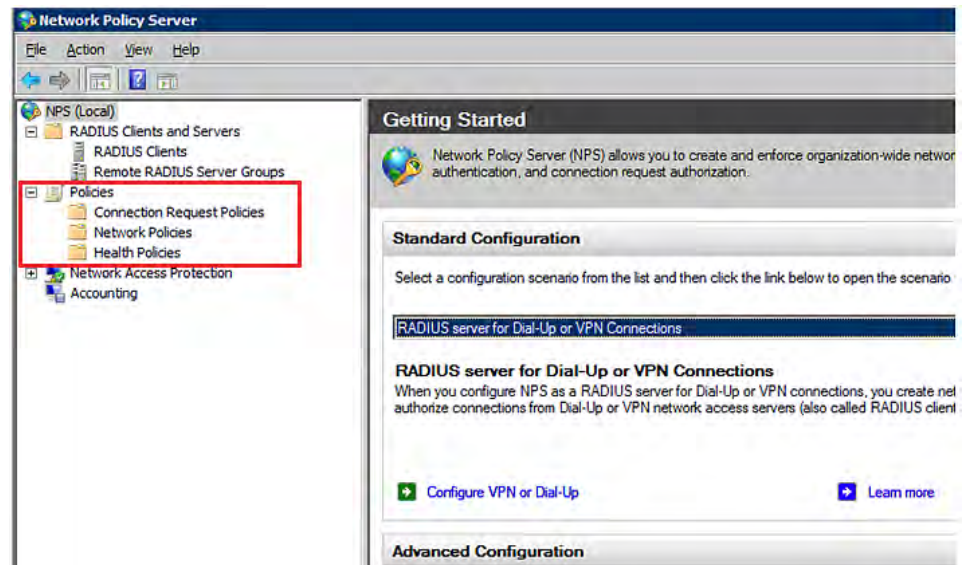 Network Policy Server
File Action View Help
NPS (Local)
RADIUS Clients and Servers
RADIUS Clients
Remote RADIUS Server Groups
Policies
Connection Request Policies
Network Policies
Health Policies
Network Access Protection
Accounting
Getting Started
Network Policy Server (NPS) allows you to create and enforce organization-wide networ
authentication, and connection request authorization.
Standard Configuration
Select a configuration scenario from the list and then click the link below to open the scenario
RADIUS server for Dial-Up or VPN Connections
RADIUS server for Dial-Up or VPN Connections
When you configure NPS as a RADIUS server for Dial-Up or VPN connections, you create net
authorize connections from Dial-Up or VPN network access servers (also called RADIUS client
Configure VPN or Dial-Up
Learn more
Advanced Configuration